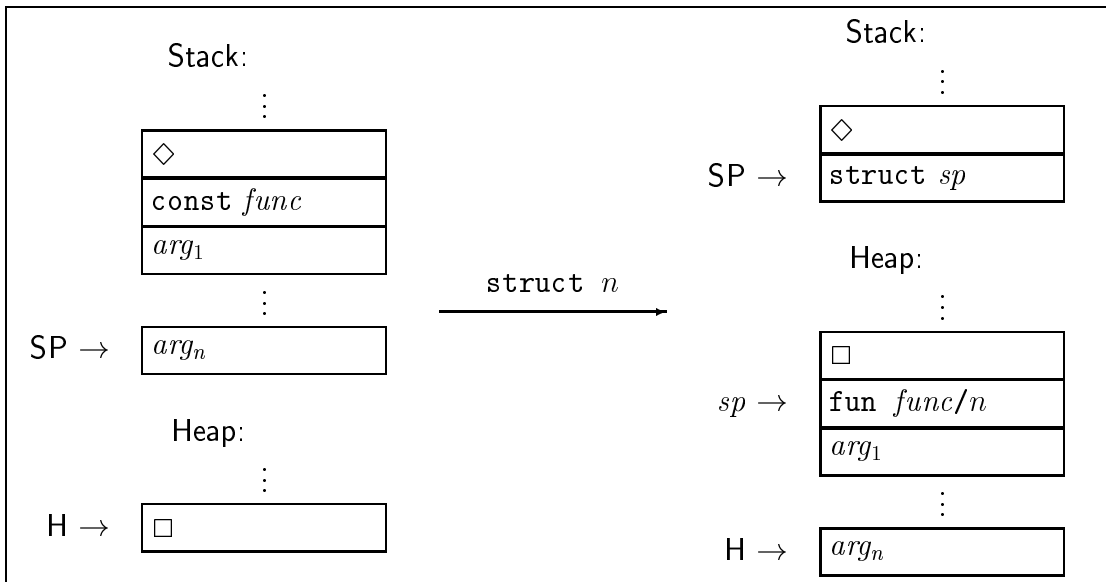 Stack:
⋮
◇
const func
arg₁
⋮
SP → argₙ
Heap:
⋮
H → □
struct n
Stack:
⋮
◇
SP → struct sp
Heap:
⋮
□
sp → fun func/n
arg₁
⋮
H → argₙ